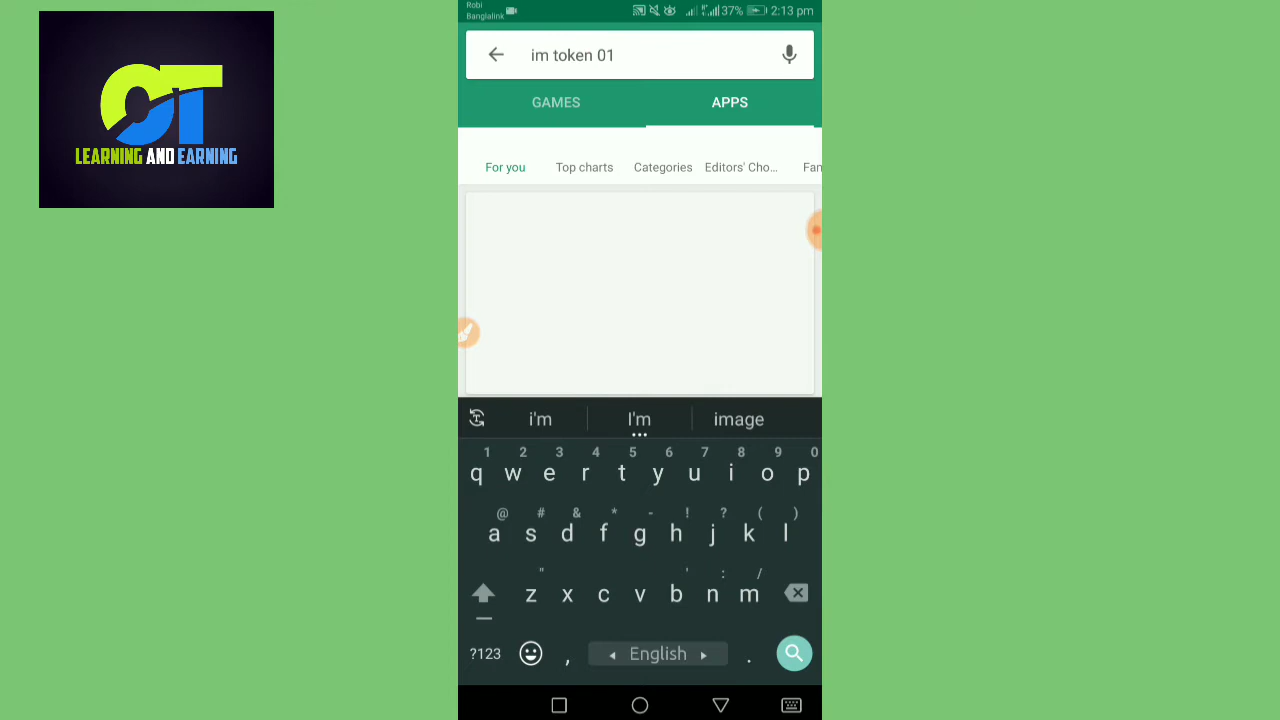 Robi
Banglalink
37% 2:13 pm
im token 01
GAMES APPS
For you Top charts Categories Editors' Cho... Fan
OT
LEARNING AND EARNING
i'm I'm image
1 2 3 4 5 6 7 8 9 0
q w e r t y u i o p
@ # & * - ! ? ( )
a s d f g h j k l
" ' : /
z x c v b n m
?123 , English .